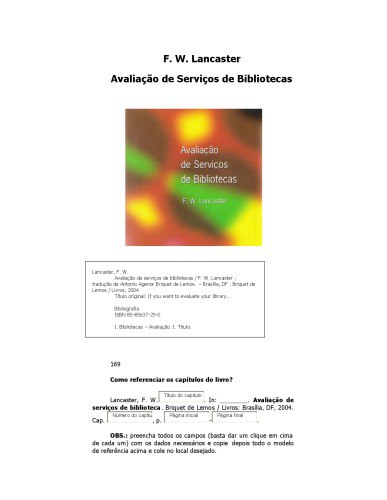 F. W. Lancaster
Avaliação de Serviços de Bibliotecas
Avaliação
de Serviços
de Bibliotecas
F. W. Lancaster
Lancaster, F. W.
Avaliação de serviços de bibliotecas / F. W. Lancaster ;
tradução de Antonio Agenor Briquet de Lemos. – Brasília, DF : Briquet de
Lemos / Livros, 2004.
Título original: If you want to evaluate your library...
Bibliografia
ISBN 85-85637-25-0
1. Bibliotecas – Avaliação. I. Título.
169
Como referenciar os capítulos do livro?
Lancaster, F. W. Título do capítulo . In: ________. Avaliação de
serviços de biblioteca. Briquet de Lemos / Livros: Brasília, DF, 2004.
Cap. Número do capítu , p. Página inicial - Página final .
OBS.: preencha todos os campos (basta dar um clique em cima
de cada um) com os dados necessários e copie depois todo o modelo
de referência acima e cole no local desejado.